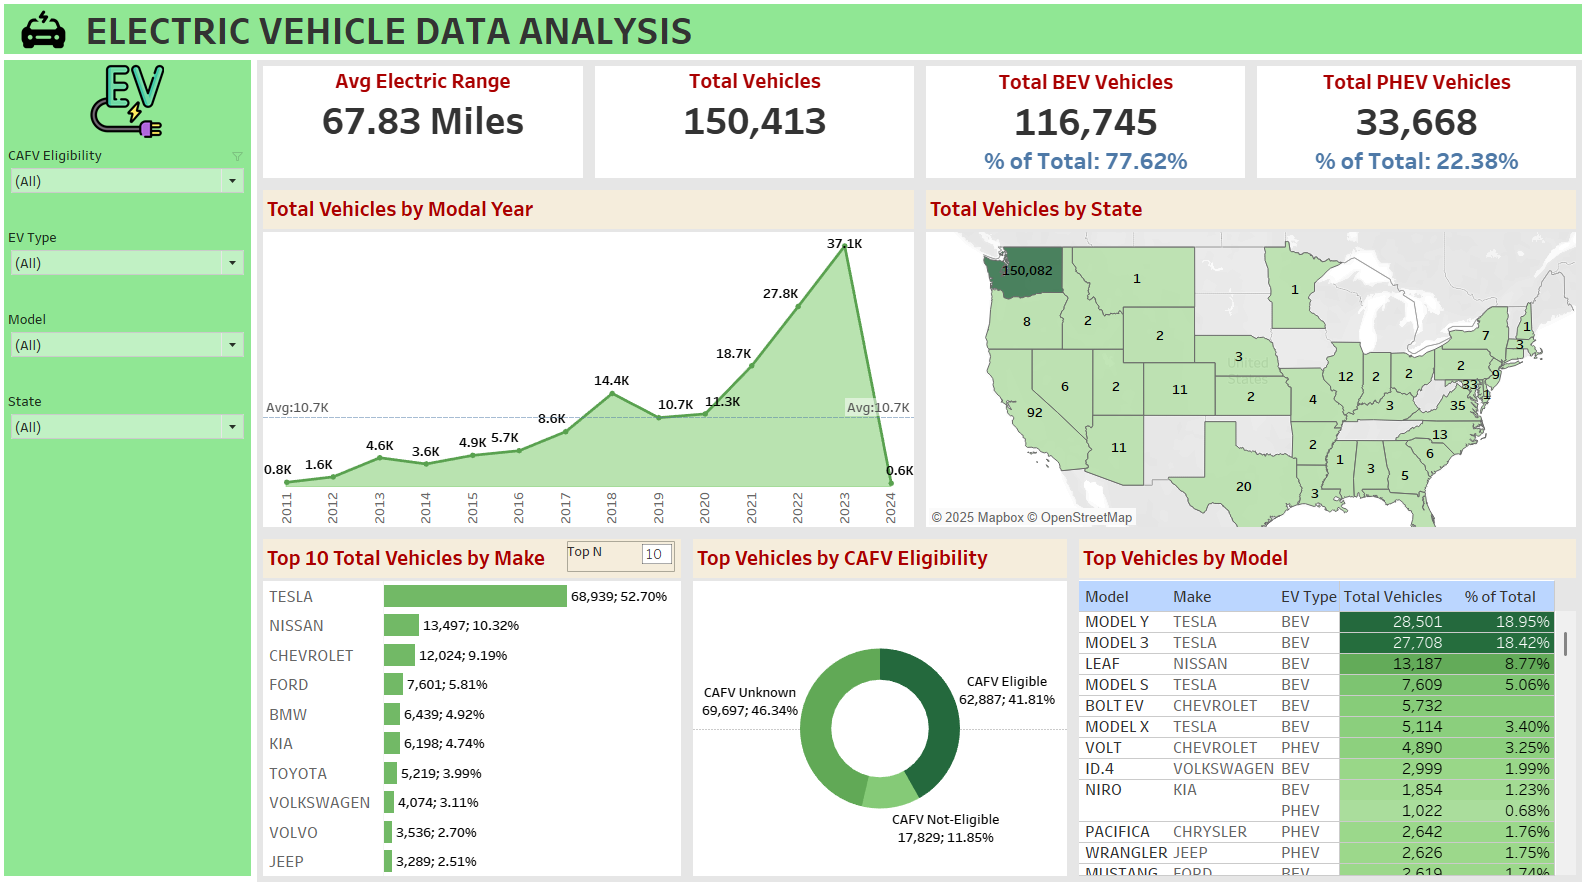 ELECTRIC VEHICLE DATA ANALYSIS
EV
CAFV Eligibility
(All)
EV Type
(All)
Model
(All)
State
(All)
Avg Electric Range
67.83 Miles
Total Vehicles
150,413
Total BEV Vehicles
116,745
% of Total: 77.62%
Total PHEV Vehicles
33,668
% of Total: 22.38%
Total Vehicles by Modal Year
37.1K
27.8K
18.7K
14.4K
10.7K
11.3K
Avg:10.7K
Avg:10.7K
8.6K
4.6K
3.6K
4.9K
5.7K
0.8K
1.6K
0.6K
2011
2012
2013
2014
2015
2016
2017
2018
2019
2020
2021
2022
2023
2024
Total Vehicles by State
150,082
1
1
8
2
2
7
1
3
3
United
States
2
9
92
6
2
11
2
12
2
2
33
1
4
3
35
11
2
13
6
1
3
5
20
3
© 2025 Mapbox © OpenStreetMap
Top 10 Total Vehicles by Make
Top N
10
TESLA 68,939; 52.70%
NISSAN 13,497; 10.32%
CHEVROLET 12,024; 9.19%
FORD 7,601; 5.81%
BMW 6,439; 4.92%
KIA 6,198; 4.74%
TOYOTA 5,219; 3.99%
VOLKSWAGEN 4,074; 3.11%
VOLVO 3,536; 2.70%
JEEP 3,289; 2.51%
Top Vehicles by CAFV Eligibility
CAFV Unknown
69,697; 46.34%
CAFV Eligible
62,887; 41.81%
CAFV Not-Eligible
17,829; 11.85%
Top Vehicles by Model
Model Make EV Type Total Vehicles % of Total
MODEL Y TESLA BEV 28,501 18.95%
MODEL 3 TESLA BEV 27,708 18.42%
LEAF NISSAN BEV 13,187 8.77%
MODEL S TESLA BEV 7,609 5.06%
BOLT EV CHEVROLET BEV 5,732
MODEL X TESLA BEV 5,114 3.40%
VOLT CHEVROLET PHEV 4,890 3.25%
ID.4 VOLKSWAGEN BEV 2,999 1.99%
NIRO KIA BEV 1,854 1.23%
PHEV 1,022 0.68%
PACIFICA CHRYSLER PHEV 2,642 1.76%
WRANGLER JEEP PHEV 2,626 1.75%
MUSTANG FORD BEV 2,619 1.74%